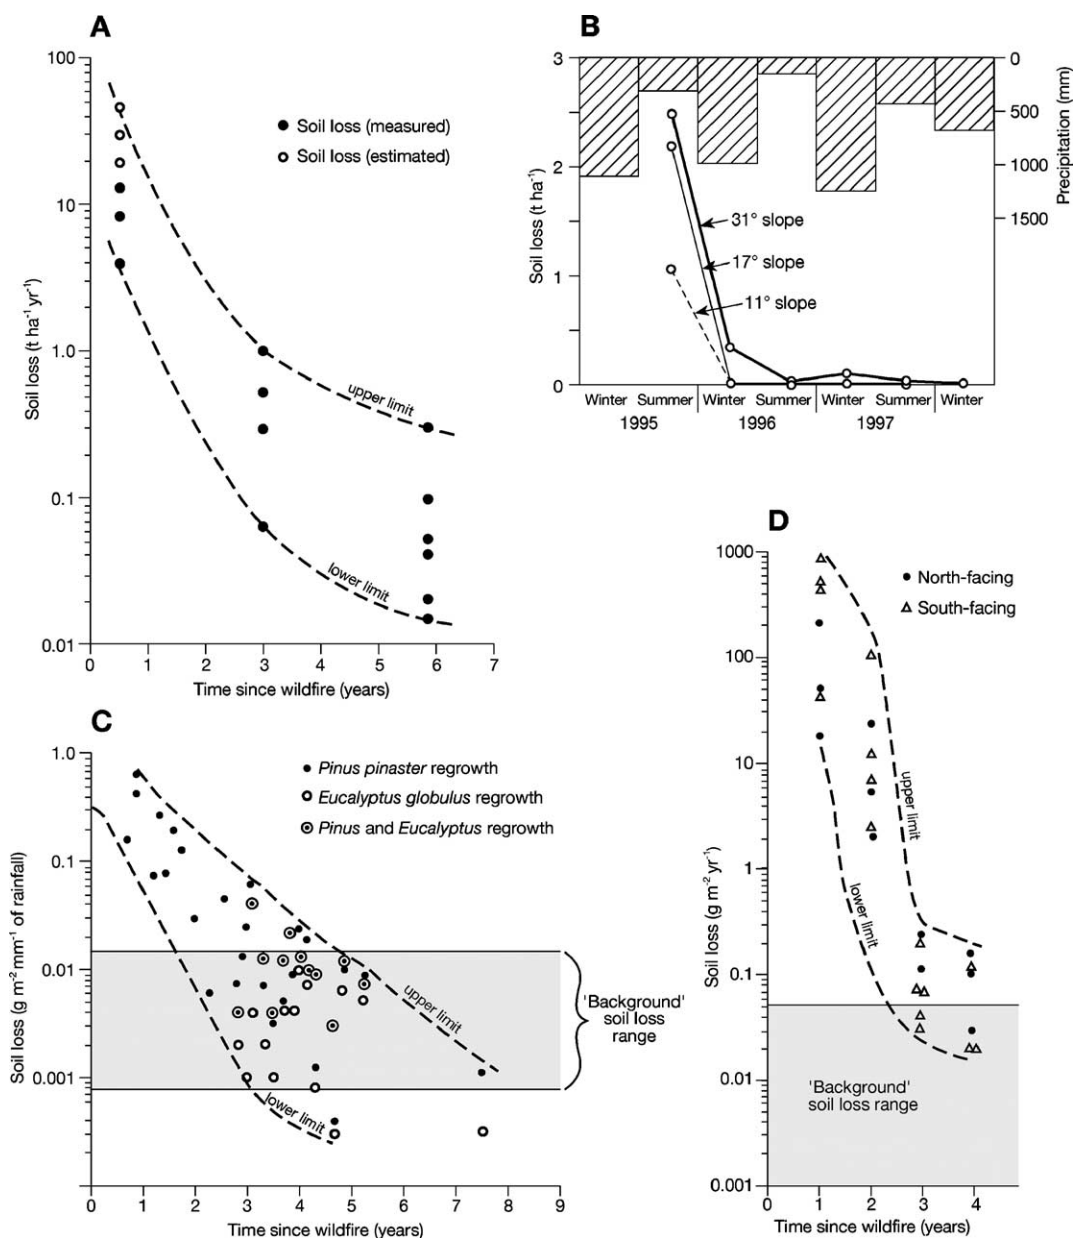 A
100
10
1.0
0.1
0.01
Soil loss (t ha⁻¹ yr⁻¹)
Soil loss (measured)
Soil loss (estimated)
upper limit
lower limit
0 1 2 3 4 5 6 7
Time since wildfire (years)
B
3
2
1
0
Soil loss (t ha⁻¹)
0
500
1000
1500
Precipitation (mm)
31° slope
17° slope
11° slope
Winter Summer Winter Summer Winter Summer Winter
1995 1996 1997
C
1.0
0.1
0.01
0.001
Soil loss (g m⁻² mm⁻¹ of rainfall)
Pinus pinaster regrowth
Eucalyptus globulus regrowth
Pinus and Eucalyptus regrowth
upper limit
lower limit
'Background'
soil loss
range
0 1 2 3 4 5 6 7 8 9
Time since wildfire (years)
D
1000
100
10
1
0.1
0.01
0.001
Soil loss (g m⁻² yr⁻¹)
North-facing
South-facing
upper limit
lower limit
'Background'
soil loss range
0 1 2 3 4
Time since wildfire (years)